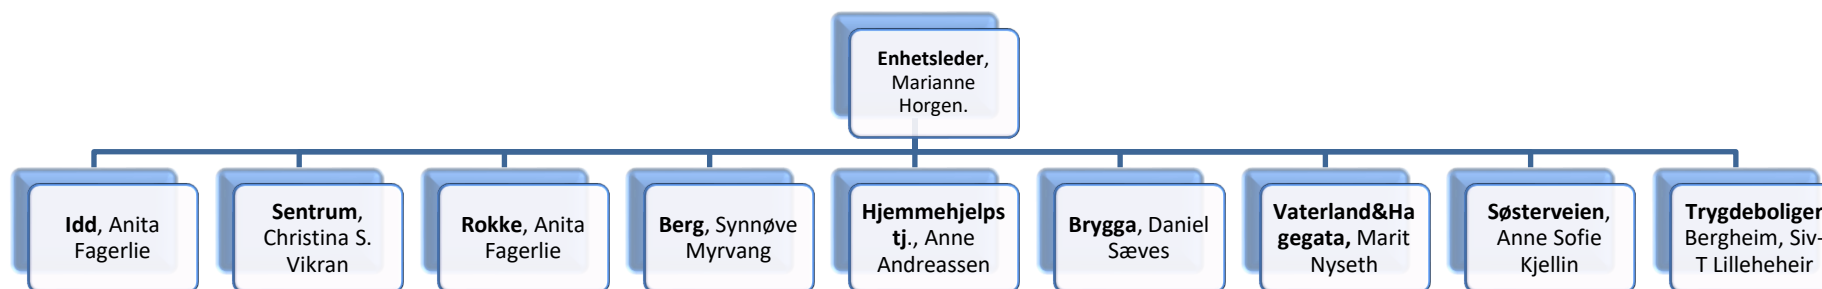 Enhetsleder,
Marianne
Horgen.
Idd, Anita
Fagerlie
Sentrum,
Christina S.
Vikran
Rokke, Anita
Fagerlie
Berg, Synnøve
Myrvang
Hjemmehjelps
tj., Anne
Andreassen
Brygga, Daniel
Sæves
Vaterland&Ha
gegata, Marit
Nyseth
Søsterveien,
Anne Sofie
Kjellin
Trygdeboliger
Bergheim, Siv-
T Lilleheheir